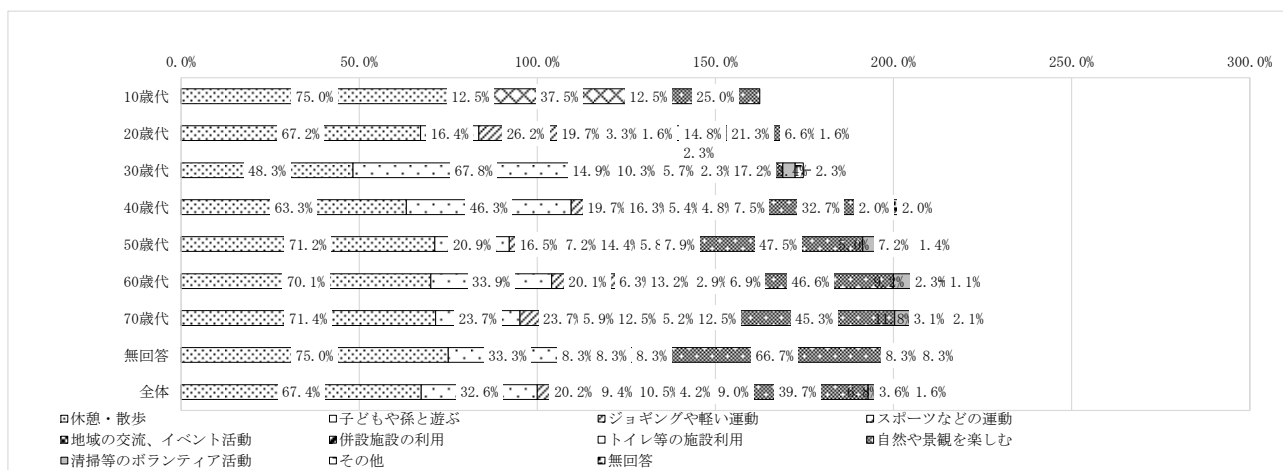 0.0% 50.0% 100.0% 150.0% 200.0% 250.0% 300.0%
10歳代 75.0% 12.5% 37.5% 12.5% 25.0%
20歳代 67.2% 16.4% 26.2% 19.7% 3.3% 1.6% 14.8% 21.3% 6.6% 1.6%
2.3%
30歳代 48.3% 67.8% 14.9% 10.3% 5.7% 2.3% 17.2% 2.3%
40歳代 63.3% 46.3% 19.7% 16.3% 5.4% 4.8% 7.5% 32.7% 2.0% 2.0%
50歳代 71.2% 20.9% 16.5% 7.2% 14.4% 5.8% 7.9% 47.5% 7.2% 1.4%
60歳代 70.1% 33.9% 20.1% 6.3% 13.2% 2.9% 6.9% 46.6% 9.2% 2.3% 1.1%
70歳代 71.4% 23.7% 23.7% 5.9% 12.5% 5.2% 12.5% 45.3% 3.1% 2.1%
無回答 75.0% 33.3% 8.3% 8.3% 8.3% 66.7% 8.3% 8.3%
全体 67.4% 32.6% 20.2% 9.4% 10.5% 4.2% 9.0% 39.7% 3.6% 1.6%
休憩・散歩 子どもや孫と遊ぶ ジョギングや軽い運動 スポーツなどの運動
地域の交流、イベント活動 併設施設の利用 トイレ等の施設利用 自然や景観を楽しむ
清掃等のボランティア活動 その他 無回答